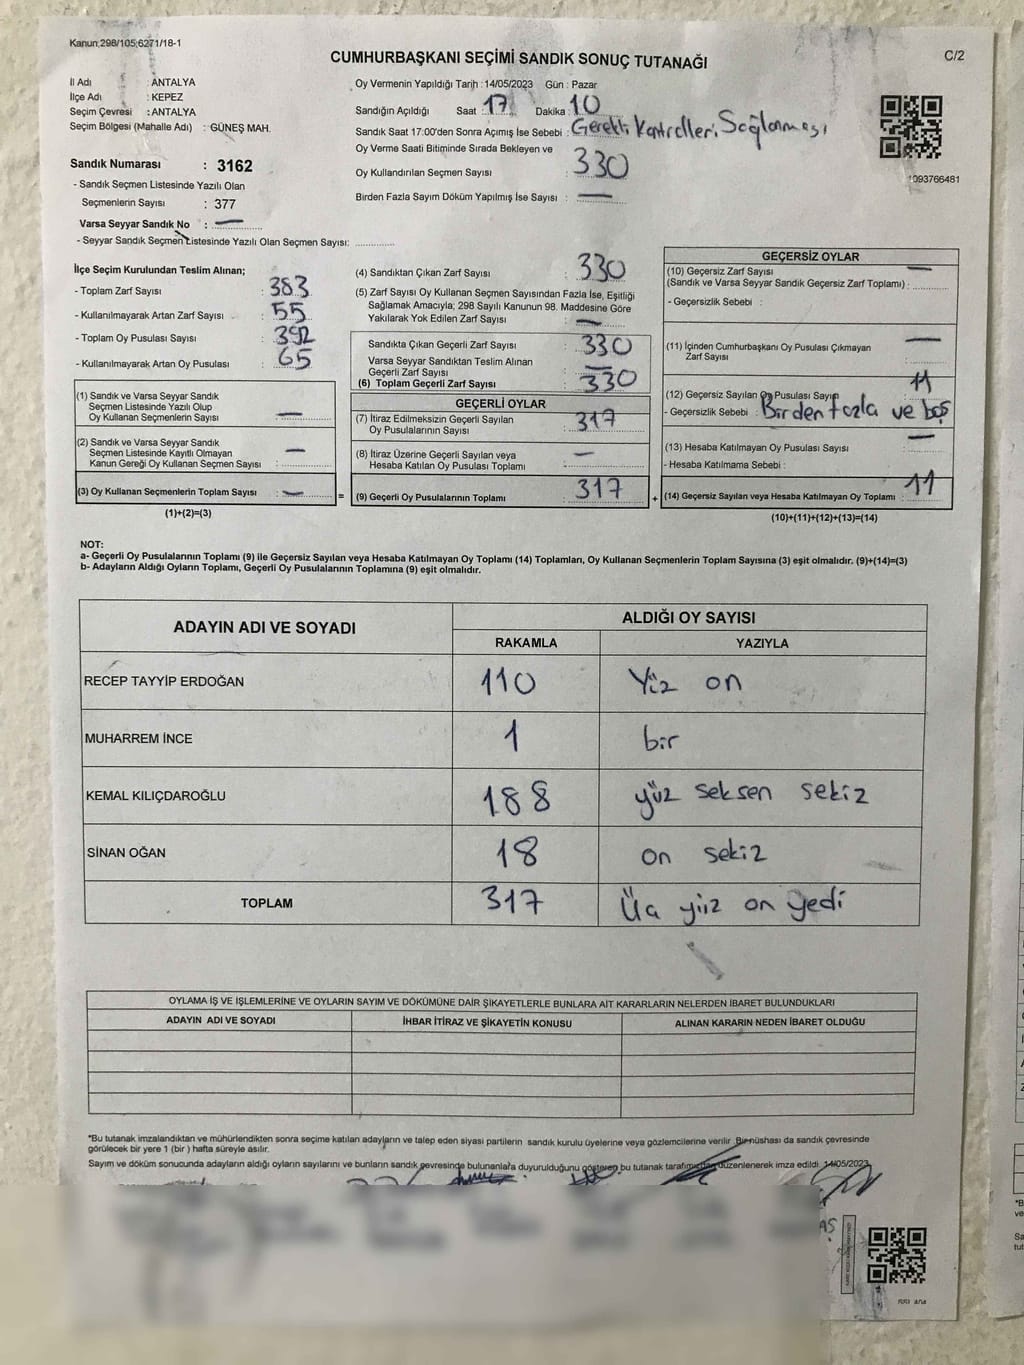 Kanun;298/105;6271/18-1
CUMHURBAŞKANI SEÇİMİ SANDIK SONUÇ TUTANAĞI
C/2
İl Adı : ANTALYA
İlçe Adı : KEPEZ
Seçim Çevresi : ANTALYA
Seçim Bölgesi (Mahalle Adı) : GÜNEŞ MAH.
Sandık Numarası : 3162
- Sandık Seçmen Listesinde Yazılı Olan
Seçmenlerin Sayısı : 377
Varsa Seyyar Sandık No : —
- Seyyar Sandık Seçmen Listesinde Yazılı Olan Seçmen Sayısı:
Oy Vermenin Yapıldığı Tarih : 14/05/2023 Gün : Pazar
Sandığın Açıldığı Saat 17 Dakika : 10
Sandık Saat 17:00'den Sonra Açımış İse Sebebi : Gerekli Kontrolleri Sağlanması
Oy Verme Saati Bitiminde Sırada Bekleyen ve
Oy Kullandırılan Seçmen Sayısı : 330
Birden Fazla Sayım Döküm Yapılmış İse Sayısı : —
1093766481
İlçe Seçim Kurulundan Teslim Alınan;
- Toplam Zarf Sayısı : 383
- Kullanılmayarak Artan Zarf Sayısı : 55
- Toplam Oy Pusulası Sayısı : 392
- Kullanılmayarak Artan Oy Pusulası : 65
(1) Sandık ve Varsa Seyyar Sandık
Seçmen Listesinde Yazılı Olup
Oy Kullanan Seçmenlerin Sayısı : —
(2) Sandık ve Varsa Seyyar Sandık
Seçmen Listesinde Kayıtlı Olmayan
Kanun Gereği Oy Kullanan Seçmen Sayısı : —
(3) Oy Kullanan Seçmenlerin Toplam Sayısı : —
(1)+(2)=(3)
=
(4) Sandıktan Çıkan Zarf Sayısı : 330
(5) Zarf Sayısı Oy Kullanan Seçmen Sayısından Fazla İse, Eşitliği
Sağlamak Amacıyla; 298 Sayılı Kanunun 98. Maddesine Göre
Yakılarak Yok Edilen Zarf Sayısı : —
Sandıkta Çıkan Geçerli Zarf Sayısı : 330
Varsa Seyyar Sandıktan Teslim Alınan
Geçerli Zarf Sayısı : —
(6) Toplam Geçerli Zarf Sayısı : 330
GEÇERLİ OYLAR
(7) İtiraz Edilmeksizin Geçerli Sayılan
Oy Pusulalarının Sayısı : 317
(8) İtiraz Üzerine Geçerli Sayılan veya
Hesaba Katılan Oy Pusulası Toplamı : —
(9) Geçerli Oy Pusulalarının Toplamı : 317
+
GEÇERSİZ OYLAR
(10) Geçersiz Zarf Sayısı —
(Sandık ve Varsa Seyyar Sandık Geçersiz Zarf Toplamı) :
- Geçersizlik Sebebi :
(11) İçinden Cumhurbaşkanı Oy Pusulası Çıkmayan —
Zarf Sayısı
(12) Geçersiz Sayılan Oy Pusulası Sayısı 11
- Geçersizlik Sebebi : Birden fazla ve boş
(13) Hesaba Katılmayan Oy Pusulası Sayısı —
- Hesaba Katılmama Sebebi :
(14) Geçersiz Sayılan veya Hesaba Katılmayan Oy Toplamı : 11
(10)+(11)+(12)+(13)=(14)
NOT:
a- Geçerli Oy Pusulalarının Toplamı (9) ile Geçersiz Sayılan veya Hesaba Katılmayan Oy Toplamı (14) Toplamları, Oy Kullanan Seçmenlerin Toplam Sayısına (3) eşit olmalıdır. (9)+(14)=(3)
b- Adayların Aldığı Oyların Toplamı, Geçerli Oy Pusulalarının Toplamına (9) eşit olmalıdır.
ADAYIN ADI VE SOYADI ALDIĞI OY SAYISI
RAKAMLA YAZIYLA
RECEP TAYYİP ERDOĞAN 110 Yüz on
MUHARREM İNCE 1 bir
KEMAL KILIÇDAROĞLU 188 yüz seksen sekiz
SİNAN OĞAN 18 on sekiz
TOPLAM 317 Üç yüz on yedi
OYLAMA İŞ VE İŞLEMLERİNE VE OYLARIN SAYIM VE DÖKÜMÜNE DAİR ŞİKAYETLERLE BUNLARA AİT KARARLARIN NELERDEN İBARET BULUNDUKLARI
ADAYIN ADI VE SOYADI İHBAR İTİRAZ VE ŞİKAYETİN KONUSU ALINAN KARARIN NEDEN İBARET OLDUĞU
*Bu tutanak imzalandıktan ve mühürlendikten sonra seçime katılan adayların ve talep eden siyasi partilerin sandık kurulu üyelerine veya gözlemcilerine verilir. Bir nüshası da sandık çevresinde
görülecek bir yere 1 (bir ) hafta süreyle asılır.
Sayım ve döküm sonucunda adayların aldığı oyların sayılarını ve bunların sandık çevresinde bulunanlara duyurulduğunu gösteren bu tutanak tarafımızdan düzenlenerek imza edildi. 14/05/2023